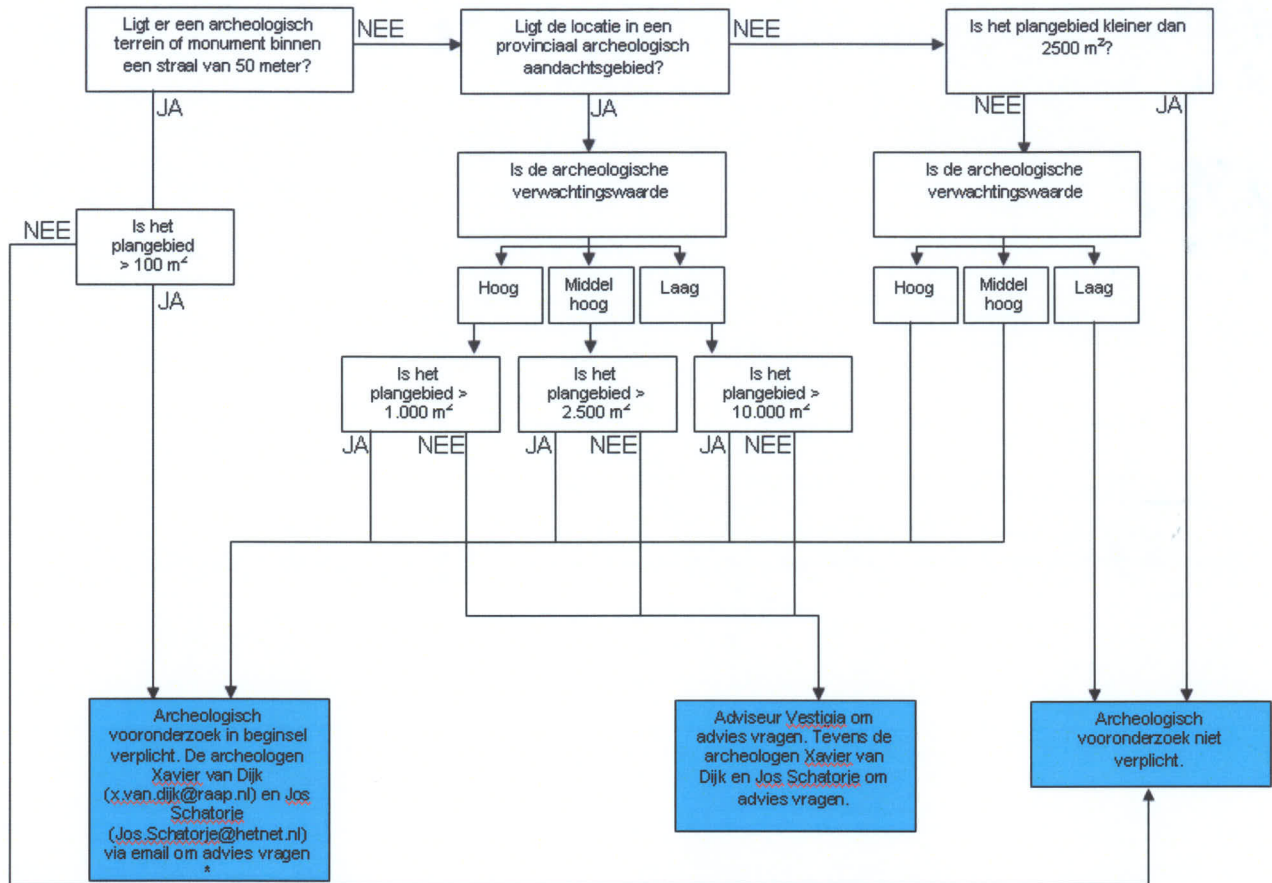 Ligt er een archeologisch
terrein of monument binnen
een straal van 50 meter?
NEE
Ligt de locatie in een
provinciaal archeologisch
aandachtsgebied?
NEE
Is het plangebied kleiner dan
2500 m²?
JA
JA
NEE
JA
Is de archeologische
verwachtingswaarde
Is de archeologische
verwachtingswaarde
NEE
Is het
plangebied
> 100 m²
JA
Hoog
Middel
hoog
Laag
Hoog
Middel
hoog
Laag
Is het
plangebied >
1.000 m²
Is het
plangebied >
2.500 m²
Is het
plangebied >
10.000 m²
JA
NEE
JA
NEE
JA
NEE
Archeologisch
vooronderzoek in beginsel
verplicht. De archeologen
Xavier van Dijk
(x.van.dijk@raap.nl) en Jos
Schatorje
(Jos.Schatorje@hetnet.nl)
via email om advies vragen
*
Adviseur Vestigia om
advies vragen. Tevens de
archeologen Xavier van
Dijk en Jos Schatorje om
advies vragen.
Archeologisch
vooronderzoek niet
verplicht.